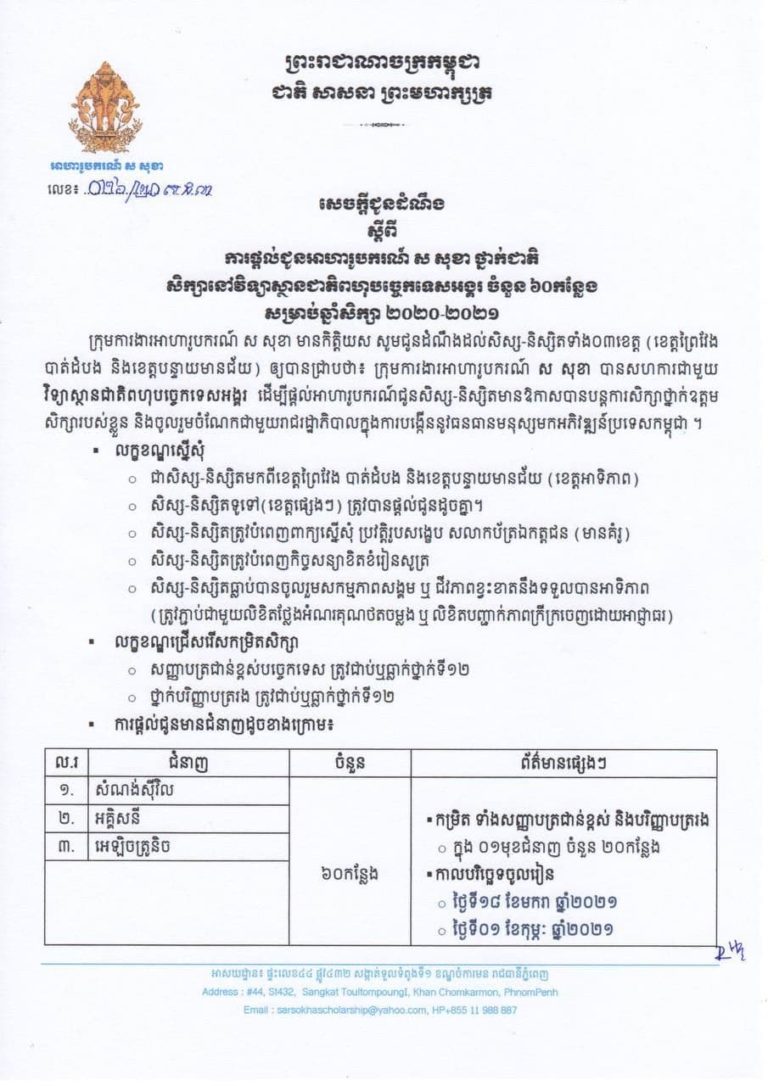 ព្រះរាជាណាចក្រកម្ពុជា
ជាតិ សាសនា ព្រះមហាក្សត្រ
អាហារូបករណ៍ ស សុខា
លេខ៖
សេចក្តីជូនដំណឹង
ស្តីពី
ការផ្តល់ជូនអាហារូបករណ៍ ស សុខា ថ្នាក់ជាតិ
សិក្សានៅវិទ្យាស្ថានជាតិពហុបច្ចេកទេសអង្គរ ចំនួន ៦០កន្លែង
សម្រាប់ឆ្នាំសិក្សា ២០២០-២០២១
ក្រុមការងារអាហារូបករណ៍ ស សុខា មានកិត្តិយស សូមជូនដំណឹងដល់សិស្ស-និស្សិតទាំង០៣ខេត្ត (ខេត្តព្រៃវែង
បាត់ដំបង និងខេត្តបន្ទាយមានជ័យ) ឲ្យបានជ្រាបថា៖ ក្រុមការងារអាហារូបករណ៍ ស សុខា បានសហការជាមួយ
វិទ្យាស្ថានជាតិពហុបច្ចេកទេសអង្គរ ដើម្បីផ្តល់អាហារូបករណ៍ជូនសិស្ស-និស្សិតមានឱកាសបានបន្តការសិក្សាថ្នាក់ឧត្តម
សិក្សារបស់ខ្លួន និងចូលរួមចំណែកជាមួយរាជរដ្ឋាភិបាលក្នុងការបង្កើននូវធនធានមនុស្សមកអភិវឌ្ឍន៍ប្រទេសកម្ពុជា ។
▪ លក្ខខណ្ឌស្នើសុំ
○ ជាសិស្ស-និស្សិតមកពីខេត្តព្រៃវែង បាត់ដំបង និងខេត្តបន្ទាយមានជ័យ (ខេត្តអាទិភាព)
○ សិស្ស-និស្សិតទូទៅ(ខេត្តផ្សេងៗ) ត្រូវបានផ្តល់ជូនដូចគ្នា។
○ សិស្ស-និស្សិតត្រូវបំពេញពាក្យស្នើសុំ ប្រវត្តិរូបសង្ខេប សលាកប័ត្រឯកត្តជន (មានគំរូ)
○ សិស្ស-និស្សិតត្រូវបំពេញកិច្ចសន្យាខិតខំរៀនសូត្រ
○ សិស្ស-និស្សិតធ្លាប់បានចូលរួមសកម្មភាពសង្គម ឬ ជីវភាពខ្វះខាតនឹងទទួលបានអាទិភាព
(ត្រូវភ្ជាប់ជាមួយលិខិតថ្លែងអំណរគុណថតចម្លង ឬ លិខិតបញ្ជាក់ភាពក្រីក្រចេញដោយអាជ្ញាធរ)
▪ លក្ខខណ្ឌជ្រើសរើសកម្រិតសិក្សា
○ សញ្ញាបត្រជាន់ខ្ពស់បច្ចេកទេស ត្រូវជាប់ឬធ្លាក់ថ្នាក់ទី១២
○ ថ្នាក់បរិញ្ញាបត្ររង ត្រូវជាប់ឬធ្លាក់ថ្នាក់ទី១២
▪ ការផ្តល់ជូនមានជំនាញដូចខាងក្រោម៖
ល.រ ជំនាញ ចំនួន ព័ត៌មានផ្សេងៗ
១. សំណង់ស៊ីវិល
២. អគ្គិសនី
៣. អេឡិចត្រូនិច
៦០កន្លែង
▪ កម្រិត ទាំងសញ្ញាបត្រជាន់ខ្ពស់ និងបរិញ្ញាបត្ររង
○ ក្នុង ០១មុខជំនាញ ចំនួន ២០កន្លែង
▪ កាលបរិច្ឆេទចូលរៀន
○ ថ្ងៃទី១៨ ខែមករា ឆ្នាំ២០២១
○ ថ្ងៃទី០១ ខែកុម្ភៈ ឆ្នាំ២០២១
អាសយដ្ឋាន៖ ផ្ទះលេខ៤៤ ផ្លូវ៤៣២ សង្កាត់ទួលទំពូងទី១ ខណ្ឌចំការមន រាជធានីភ្នំពេញ
Address : #44, St432, Sangkat ToultompoungI, Khan Chomkarmon, PhnomPenh
Email : sarsokhascholarship@yahoo.com, HP+855 11 988 887